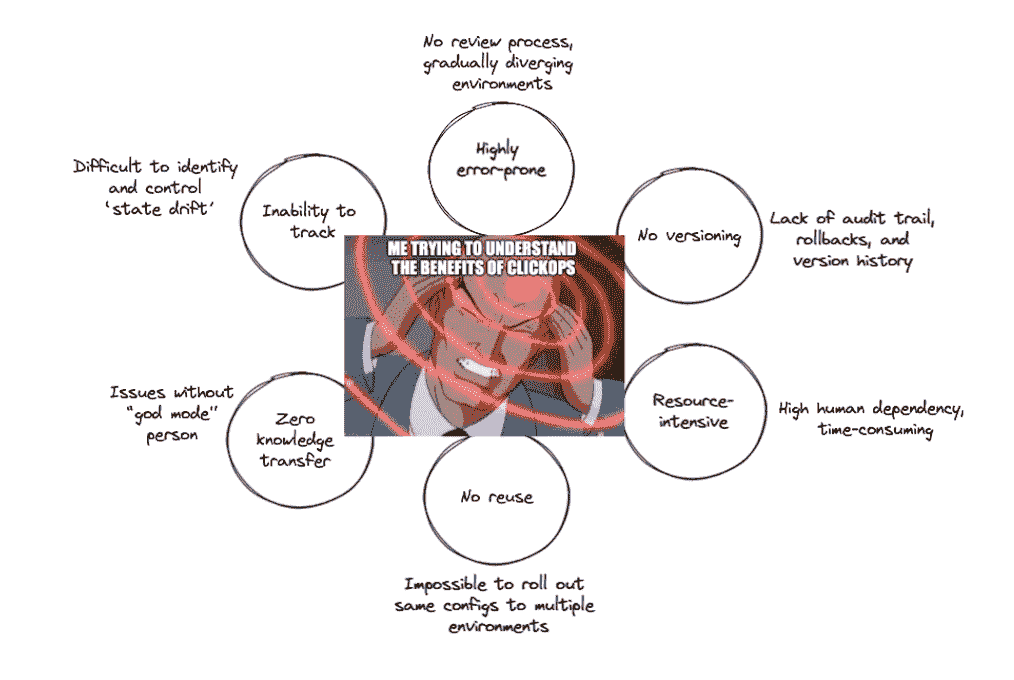 No review process,
gradually diverging
environments
Highly
error-prone
Difficult to identify
and control
'state drift'
Inability to
track
No versioning
Lack of audit trail,
rollbacks, and
version history
ME TRYING TO UNDERSTAND
THE BENEFITS OF CLICKOPS
Issues without
"god mode"
person
Zero
knowledge
transfer
Resource-
intensive
High human dependency,
time-consuming
No reuse
Impossible to roll out
same configs to multiple
environments